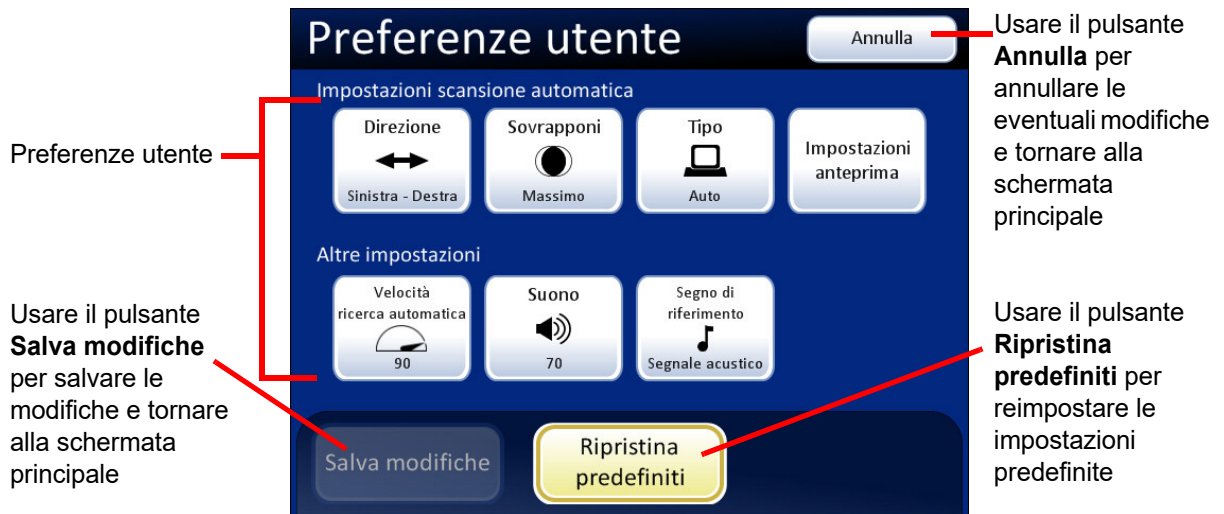 Preferenze utente
Annulla
Impostazioni scansione automatica
Direzione
Sinistra - Destra
Sovrapponi
Massimo
Tipo
Auto
Impostazioni
anteprima
Altre impostazioni
Velocità
ricerca automatica
90
Suono
70
Segno di
riferimento
Segnale acustico
Salva modifiche
Ripristina
predefiniti
Preferenze utente
Usare il pulsante
Salva modifiche
per salvare le
modifiche e tornare
alla schermata
principale
Usare il pulsante
Annulla per
annullare le
eventuali modifiche
e tornare alla
schermata
principale
Usare il pulsante
Ripristina
predefiniti per
reimpostare le
impostazioni
predefinite